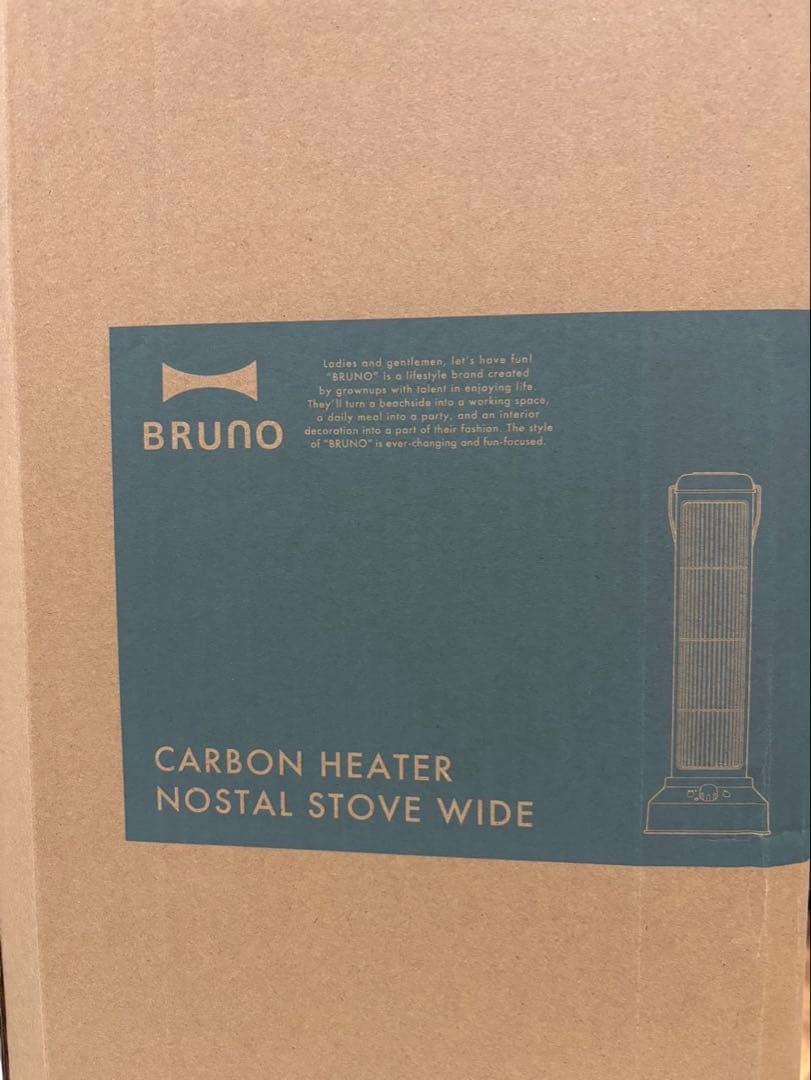 BRUNO
Ladies and gentlemen, let's have fun!
"BRUNO" is a lifestyle brand created
by grownups with talent in enjoying life.
They'll turn a beachside into a working space,
a daily meal into a party, and an interior
decoration into a part of their fashion. The style
of "BRUNO" is ever-changing and fun-focused.
CARBON HEATER
NOSTAL STOVE WIDE